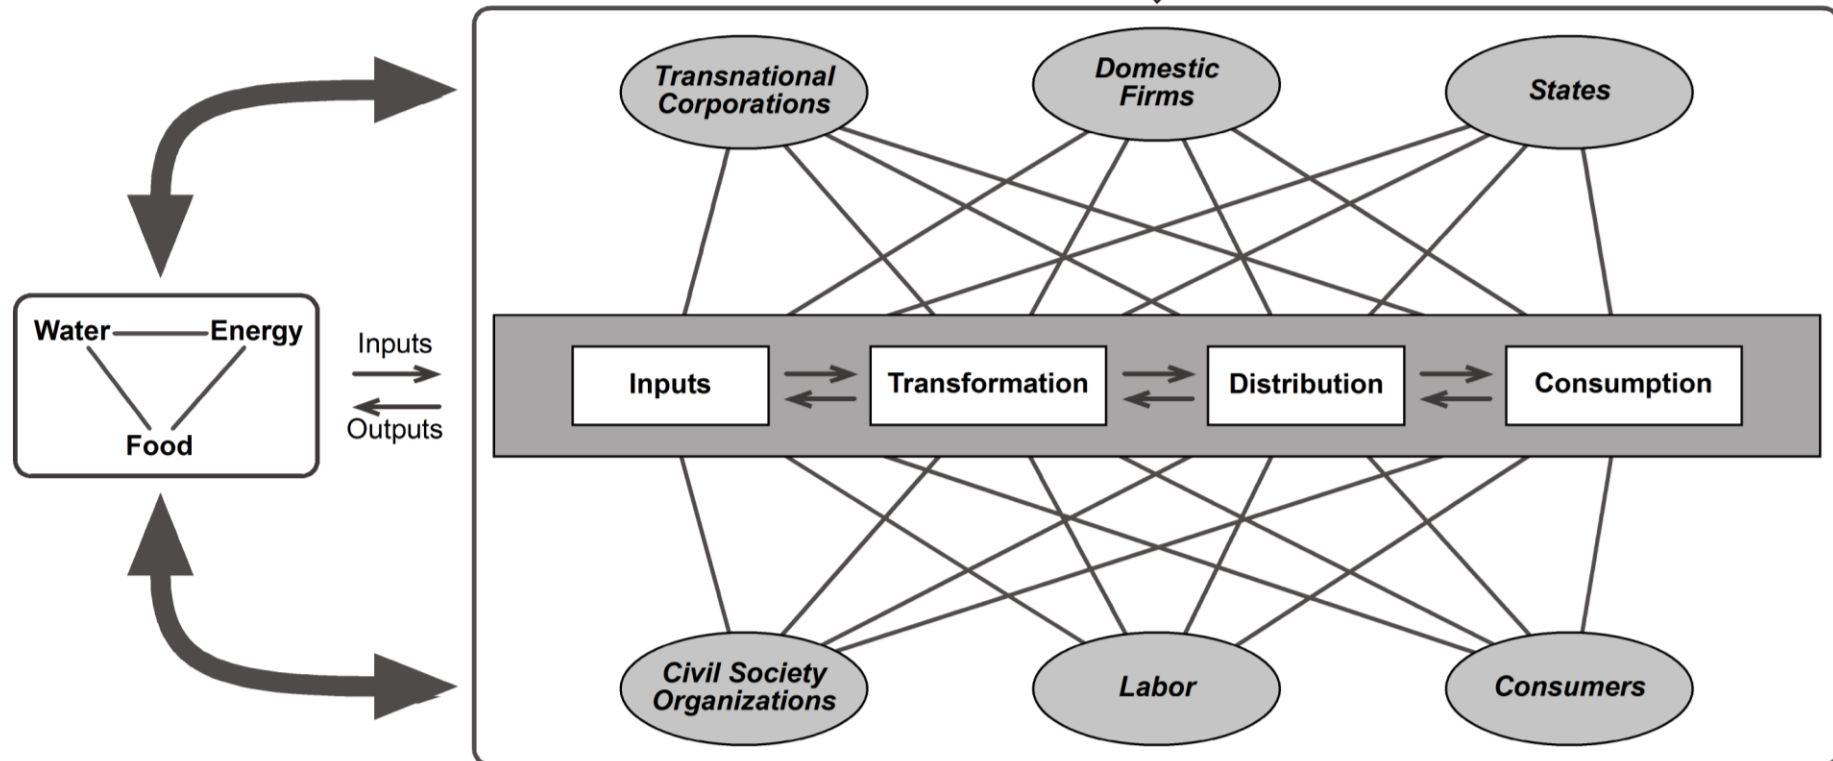 Transnational
Corporations
Domestic
Firms
States
Water
Energy
Food
Inputs
Outputs
Inputs
Transformation
Distribution
Consumption
Civil Society
Organizations
Labor
Consumers